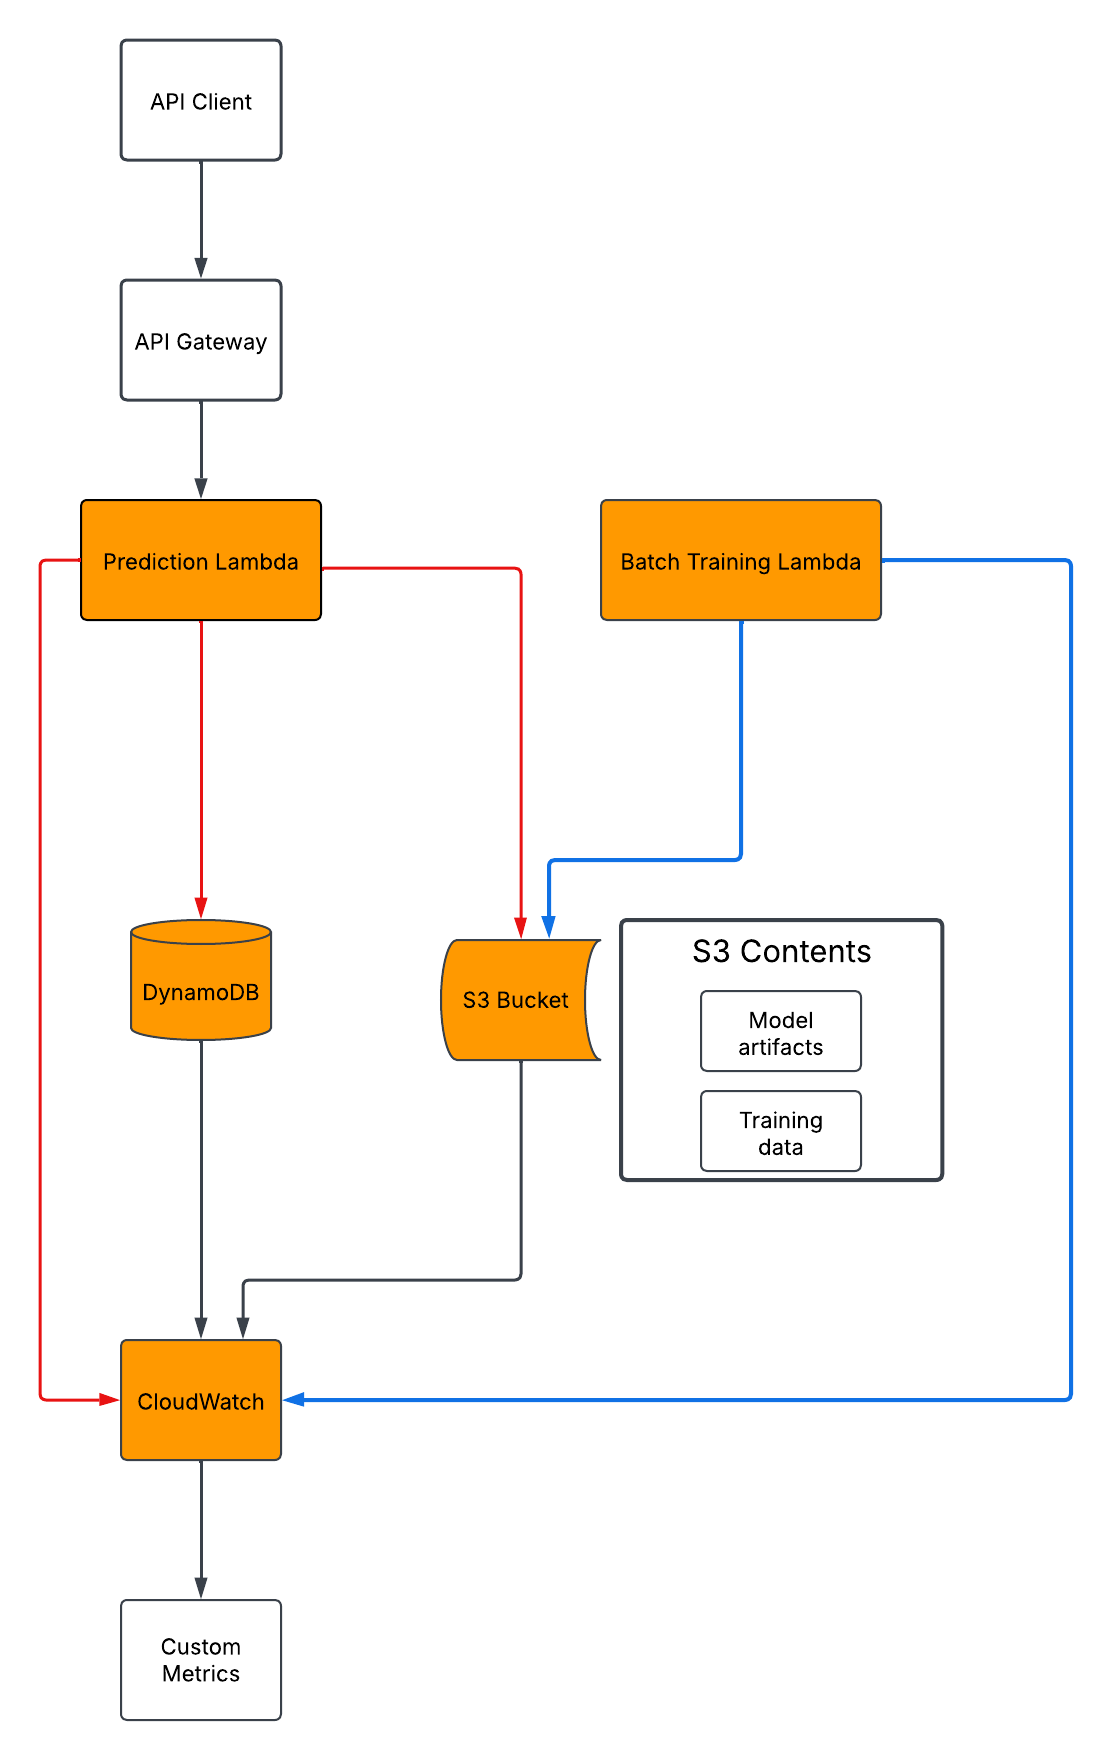 API Client
API Gateway
Prediction Lambda
Batch Training Lambda
DynamoDB
S3 Bucket
S3 Contents
Model
artifacts
Training
data
CloudWatch
Custom
Metrics